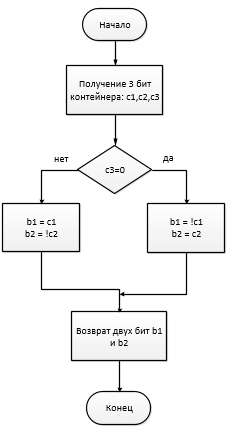 Начало
Получение 3 бит
контейнера: c1,c2,c3
c3=0
нет
да
b1 = c1
b2 = !c2
b1 = !c1
b2 = c2
Возврат двух бит b1
и b2
Конец